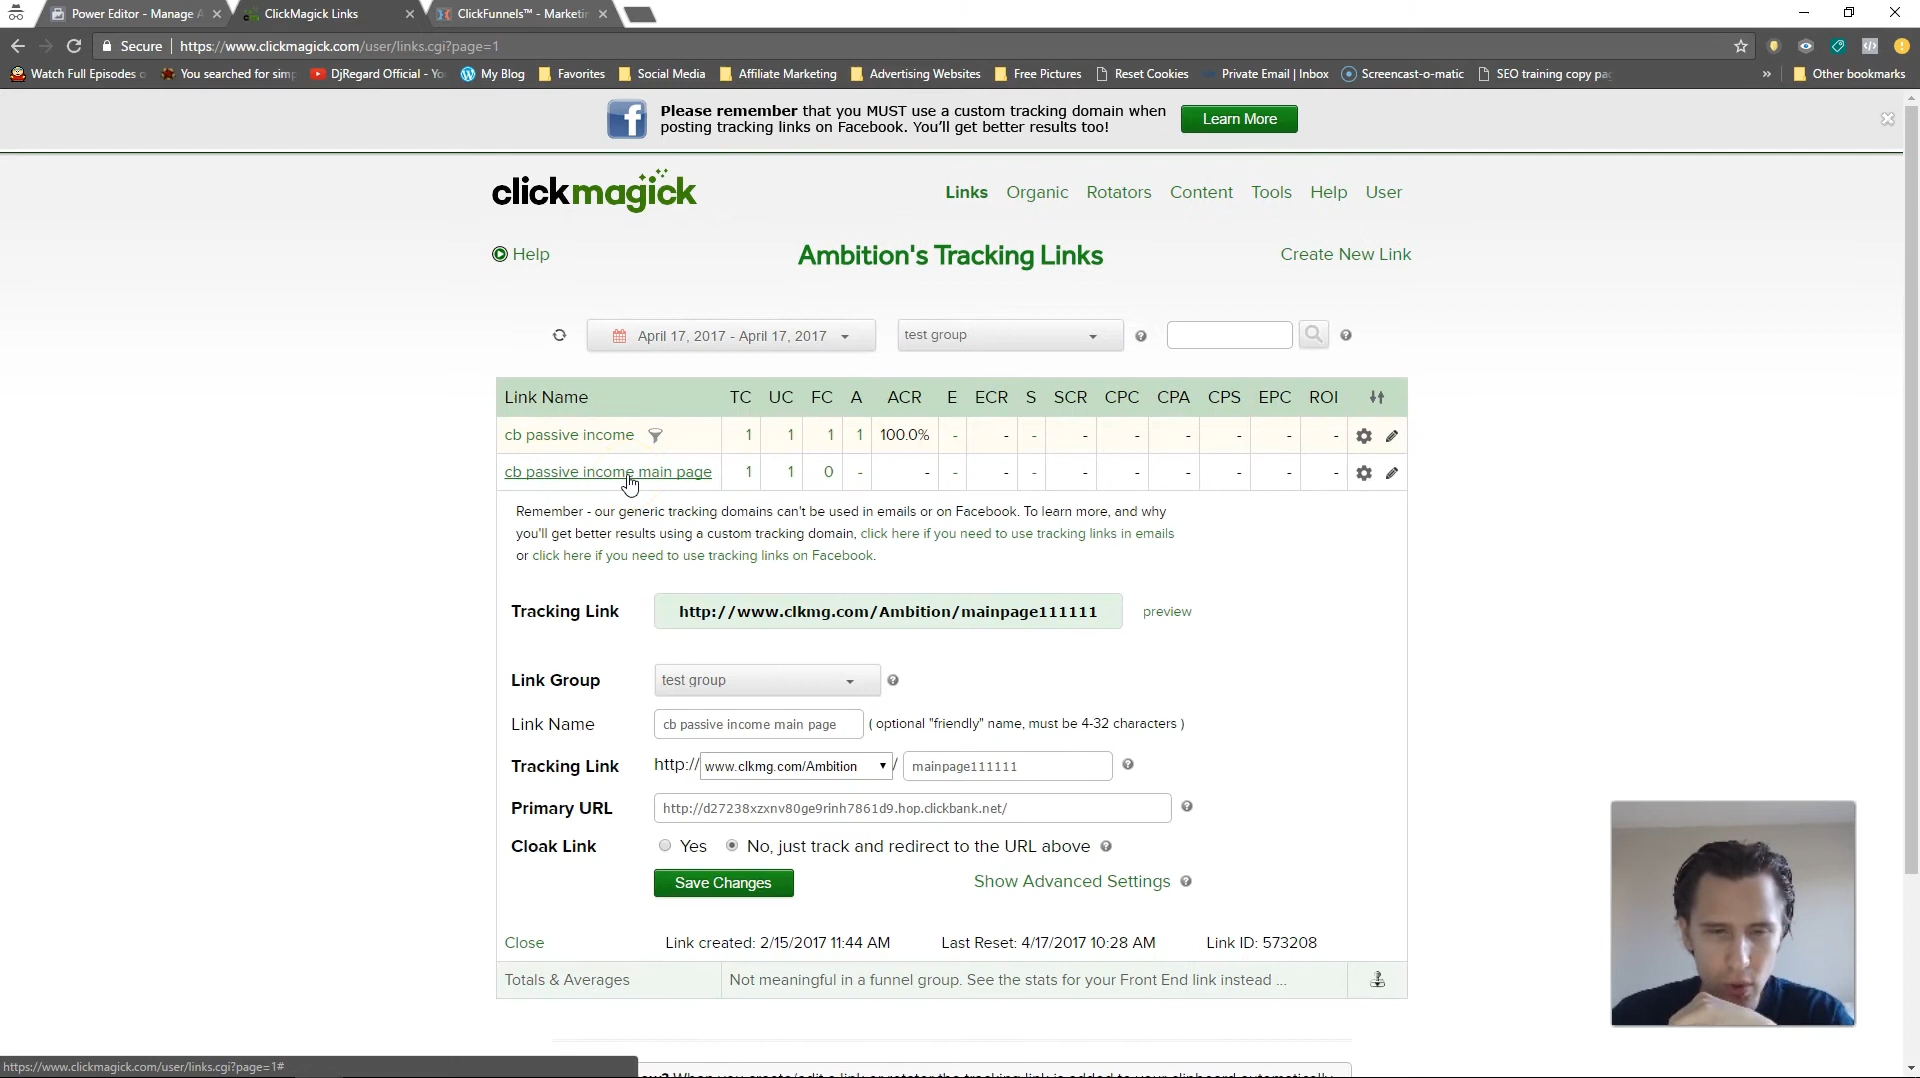 Power Editor - Manage A
ClickMagick Links
ClickFunnels™ - Marketin
Secure
https://www.clickmagick.com/user/links.cgi?page=1
Watch Full Episodes o
You searched for simp
DjRegard Official - Yo
My Blog
Favorites
Social Media
Affiliate Marketing
Advertising Websites
Free Pictures
Reset Cookies
Private Email | Inbox
Screencast-o-matic
SEO training copy pag
»
Other bookmarks
Please remember that you MUST use a custom tracking domain when
posting tracking links on Facebook. You'll get better results too!
Learn More
clickmagick
Links Organic Rotators Content Tools Help User
Help
Ambition's Tracking Links
Create New Link
April 17, 2017 - April 17, 2017
test group
Link Name TC UC FC A ACR E ECR S SCR CPC CPA CPS EPC ROI
cb passive income 1 1 1 1 100.0% - - - - - - - - -
cb passive income main page 1 1 0 - - - - - - - - - - -
Remember - our generic tracking domains can't be used in emails or on Facebook. To learn more, and why
you'll get better results using a custom tracking domain, click here if you need to use tracking links in emails
or click here if you need to use tracking links on Facebook.
Tracking Link http://www.clkmg.com/Ambition/mainpage111111 preview
Link Group test group
Link Name cb passive income main page ( optional "friendly" name, must be 4-32 characters )
Tracking Link http:// www.clkmg.com/Ambition / mainpage111111
Primary URL http://d27238xzxnv80ge9rinh7861d9.hop.clickbank.net/
Cloak Link Yes No, just track and redirect to the URL above
Save Changes Show Advanced Settings
Close Link created: 2/15/2017 11:44 AM Last Reset: 4/17/2017 10:28 AM Link ID: 573208
Totals & Averages Not meaningful in a funnel group. See the stats for your Front End link instead ...
https://www.clickmagick.com/user/links.cgi?page=1#